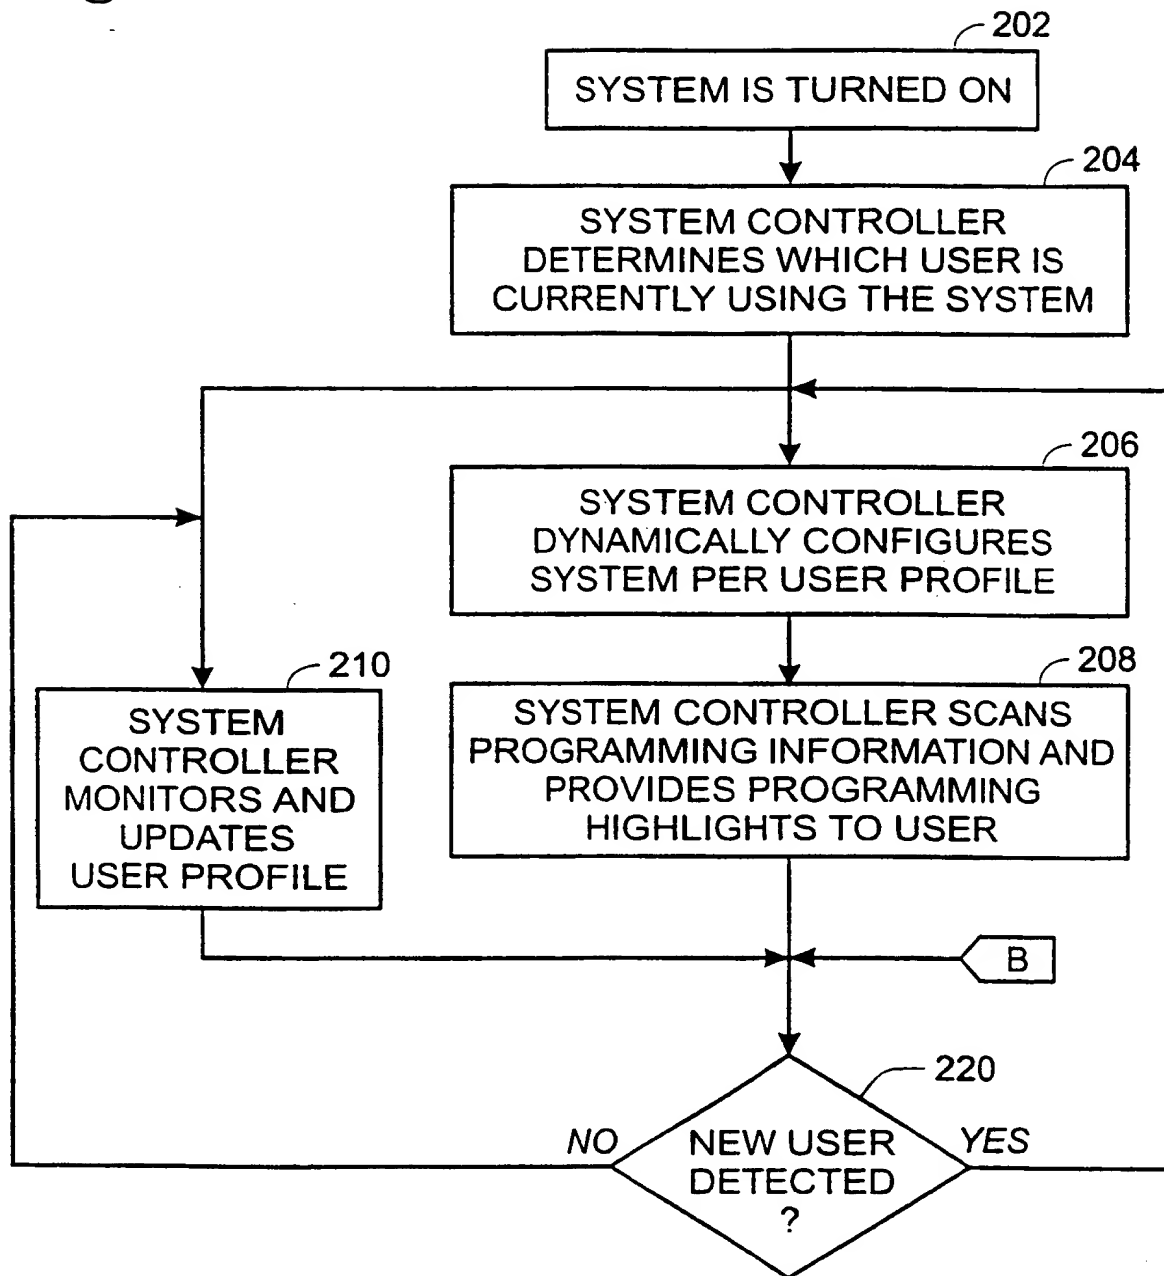 202
SYSTEM IS TURNED ON
204
SYSTEM CONTROLLER
DETERMINES WHICH USER IS
CURRENTLY USING THE SYSTEM
206
SYSTEM CONTROLLER
DYNAMICALLY CONFIGURES
SYSTEM PER USER PROFILE
210
SYSTEM
CONTROLLER
MONITORS AND
UPDATES
USER PROFILE
208
SYSTEM CONTROLLER SCANS
PROGRAMMING INFORMATION AND
PROVIDES PROGRAMMING
HIGHLIGHTS TO USER
B
220
NO
NEW USER
DETECTED
?
YES